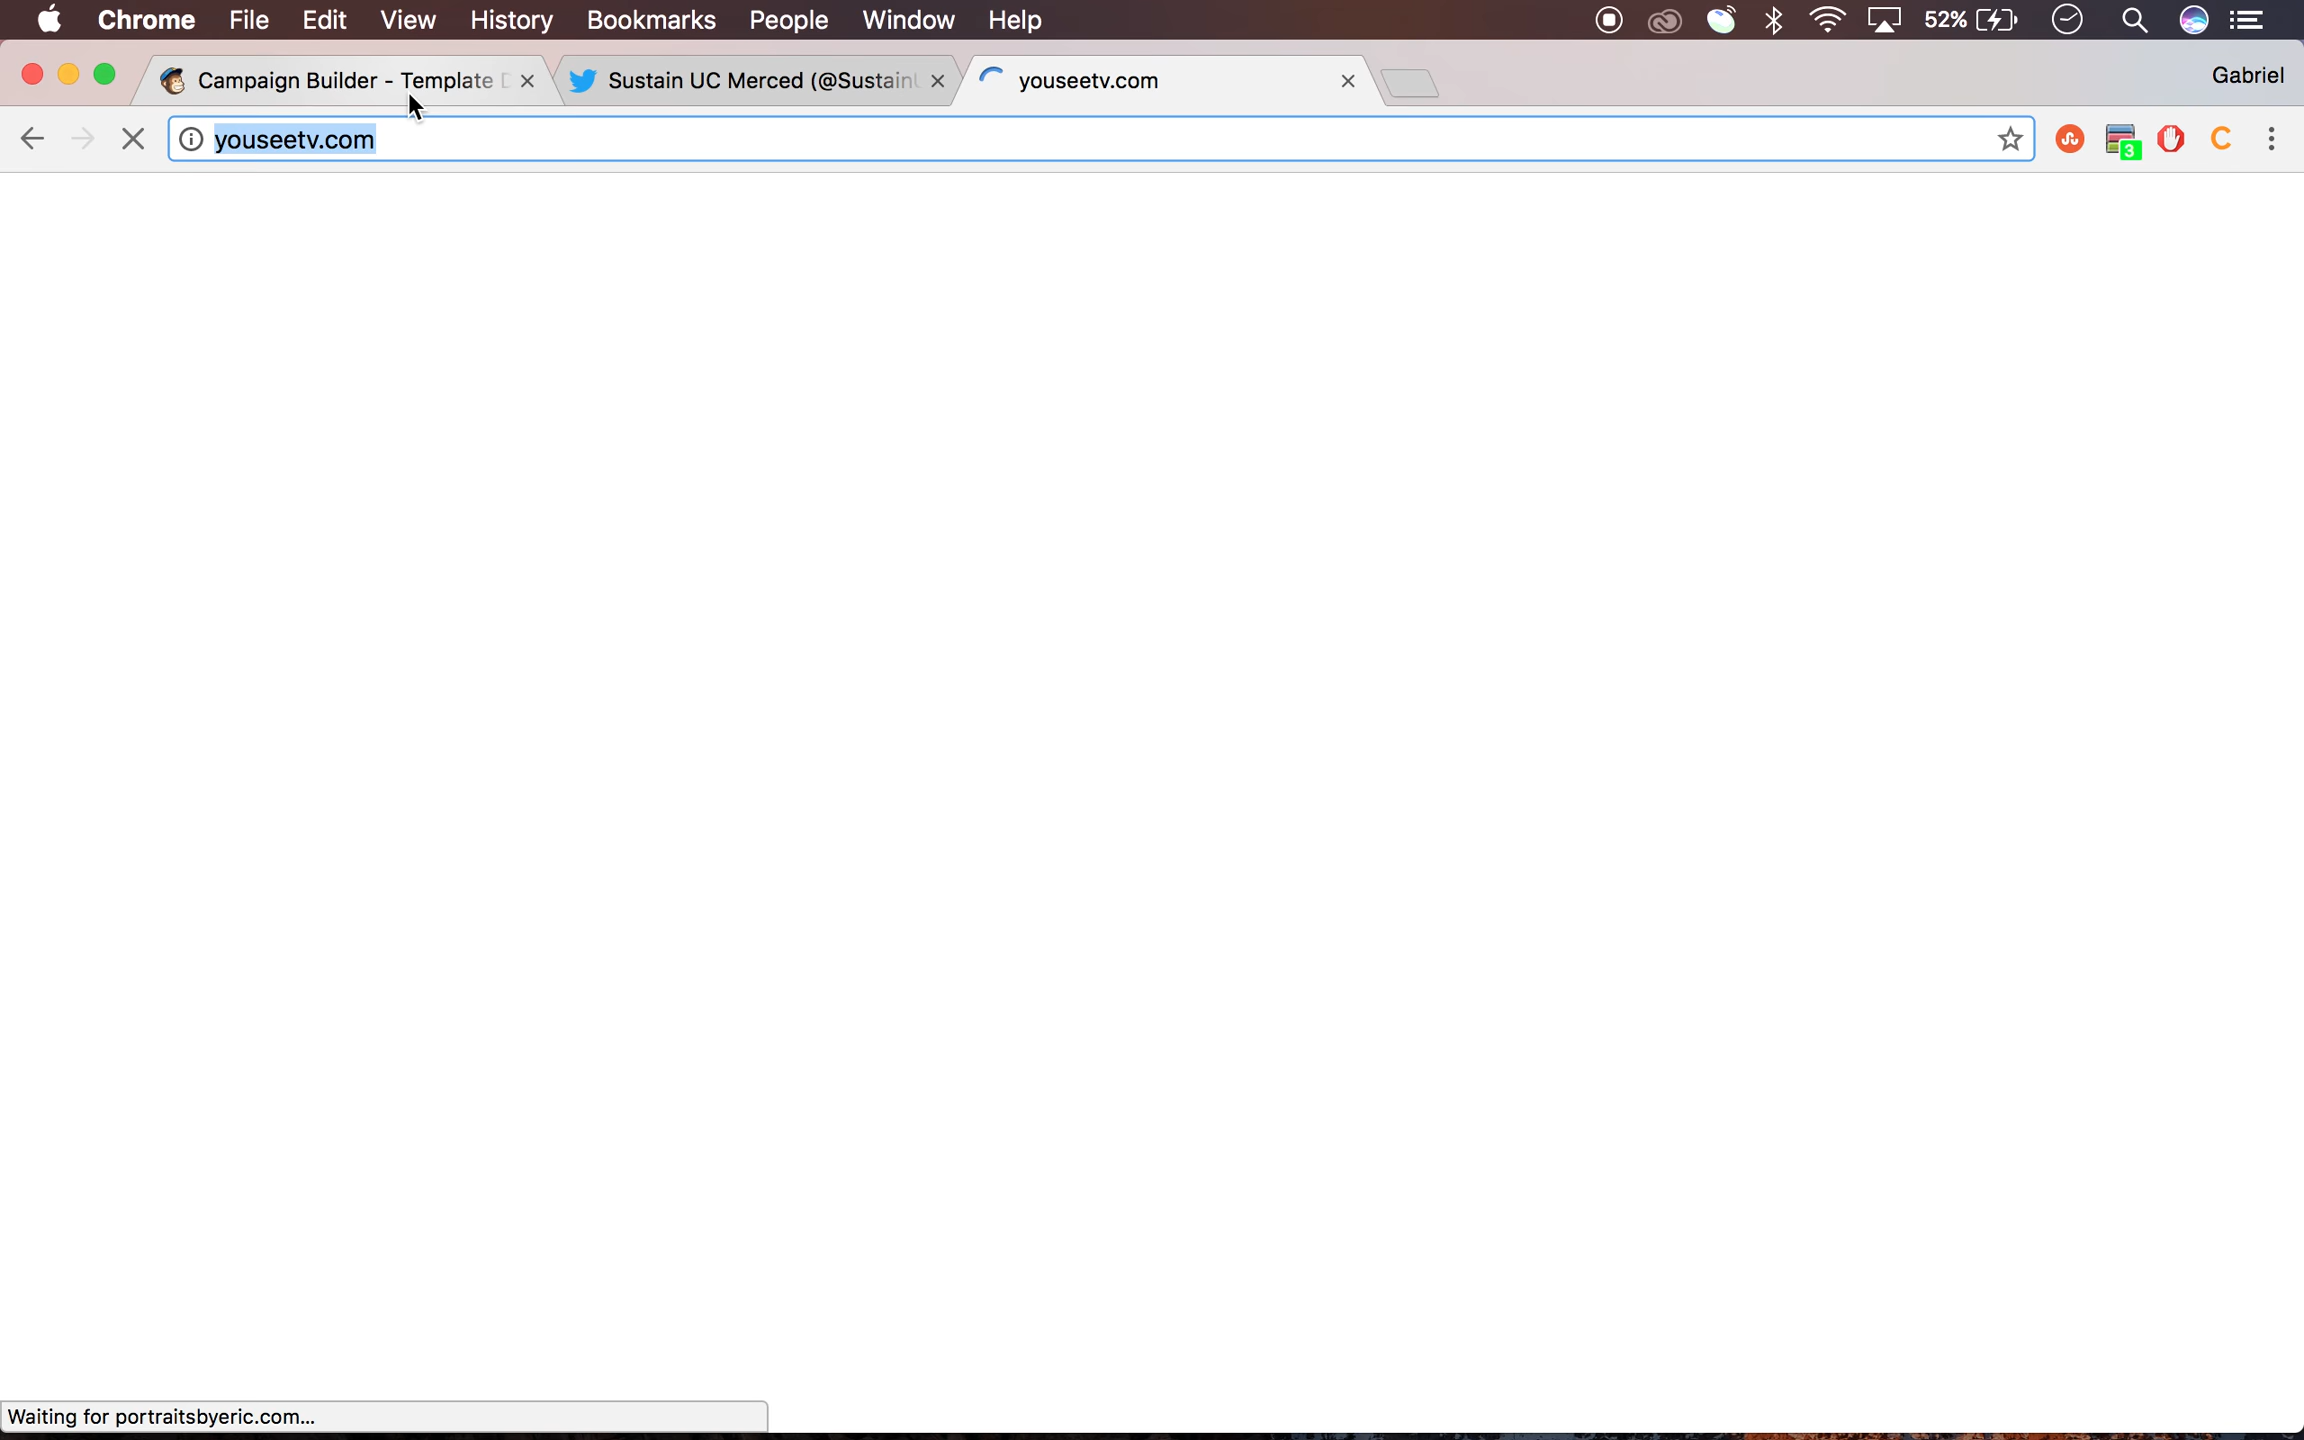 Chrome File Edit View History Bookmarks People Window Help 52%
Campaign Builder - Template Sustain UC Merced (@Sustain youseetv.com Gabriel
youseetv.com 3
Waiting for portraitsbyeric.com...